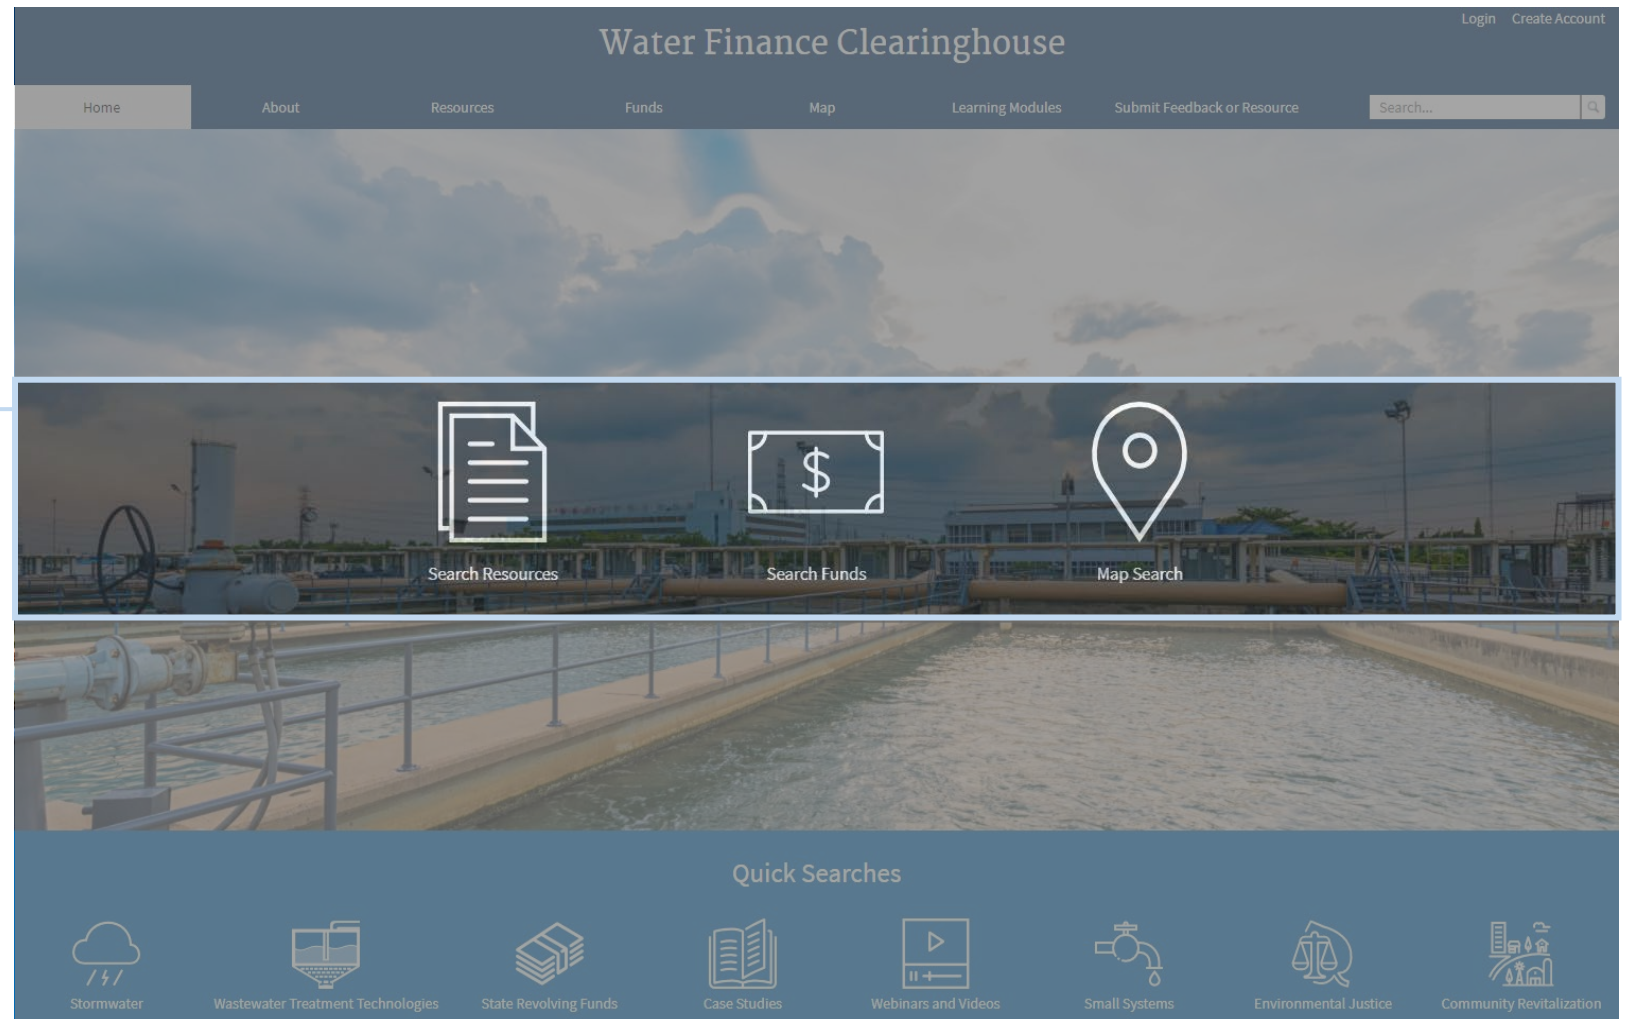 Login Create Account
Water Finance Clearinghouse
Home About Resources Funds Map Learning Modules Submit Feedback or Resource Search...
$
Search Resources Search Funds Map Search
Quick Searches
Stormwater Wastewater Treatment Technologies State Revolving Funds Case Studies Webinars and Videos Small Systems Environmental Justice Community Revitalization